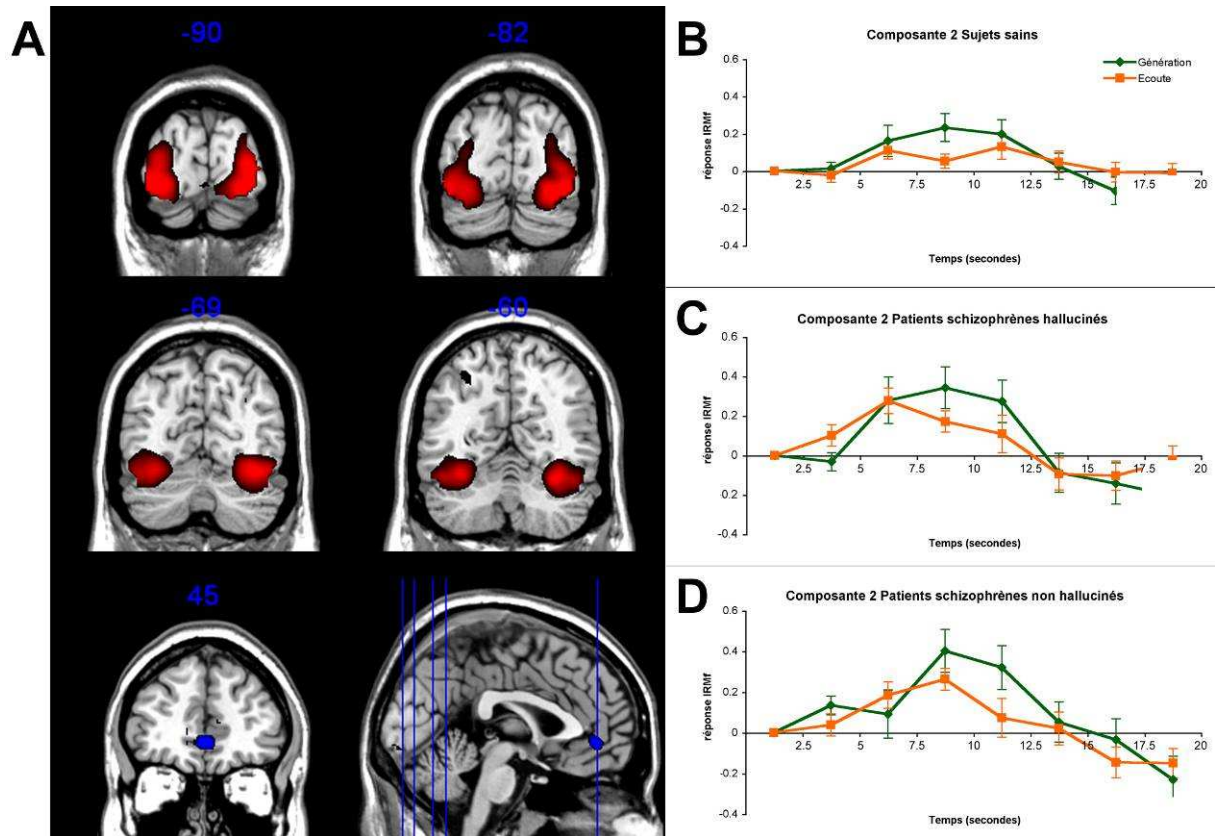 A
-90
-82
-69
-60
45
B
Composante 2 Sujets sains
Génération
Ecoute
réponse IRMf
0.6
0.4
0.2
0
-0.2
-0.4
2.5 5 7.5 10 12.5 15 17.5 20
Temps (secondes)
C
Composante 2 Patients schizophrènes hallucinés
réponse IRMf
0.6
0.4
0.2
0
-0.2
-0.4
2.5 5 7.5 10 12.5 15 17.5 20
Temps (secondes)
D
Composante 2 Patients schizophrènes non hallucinés
réponse IRMf
0.6
0.4
0.2
0
-0.2
-0.4
2.5 5 7.5 10 12.5 15 17.5 20
Temps (secondes)